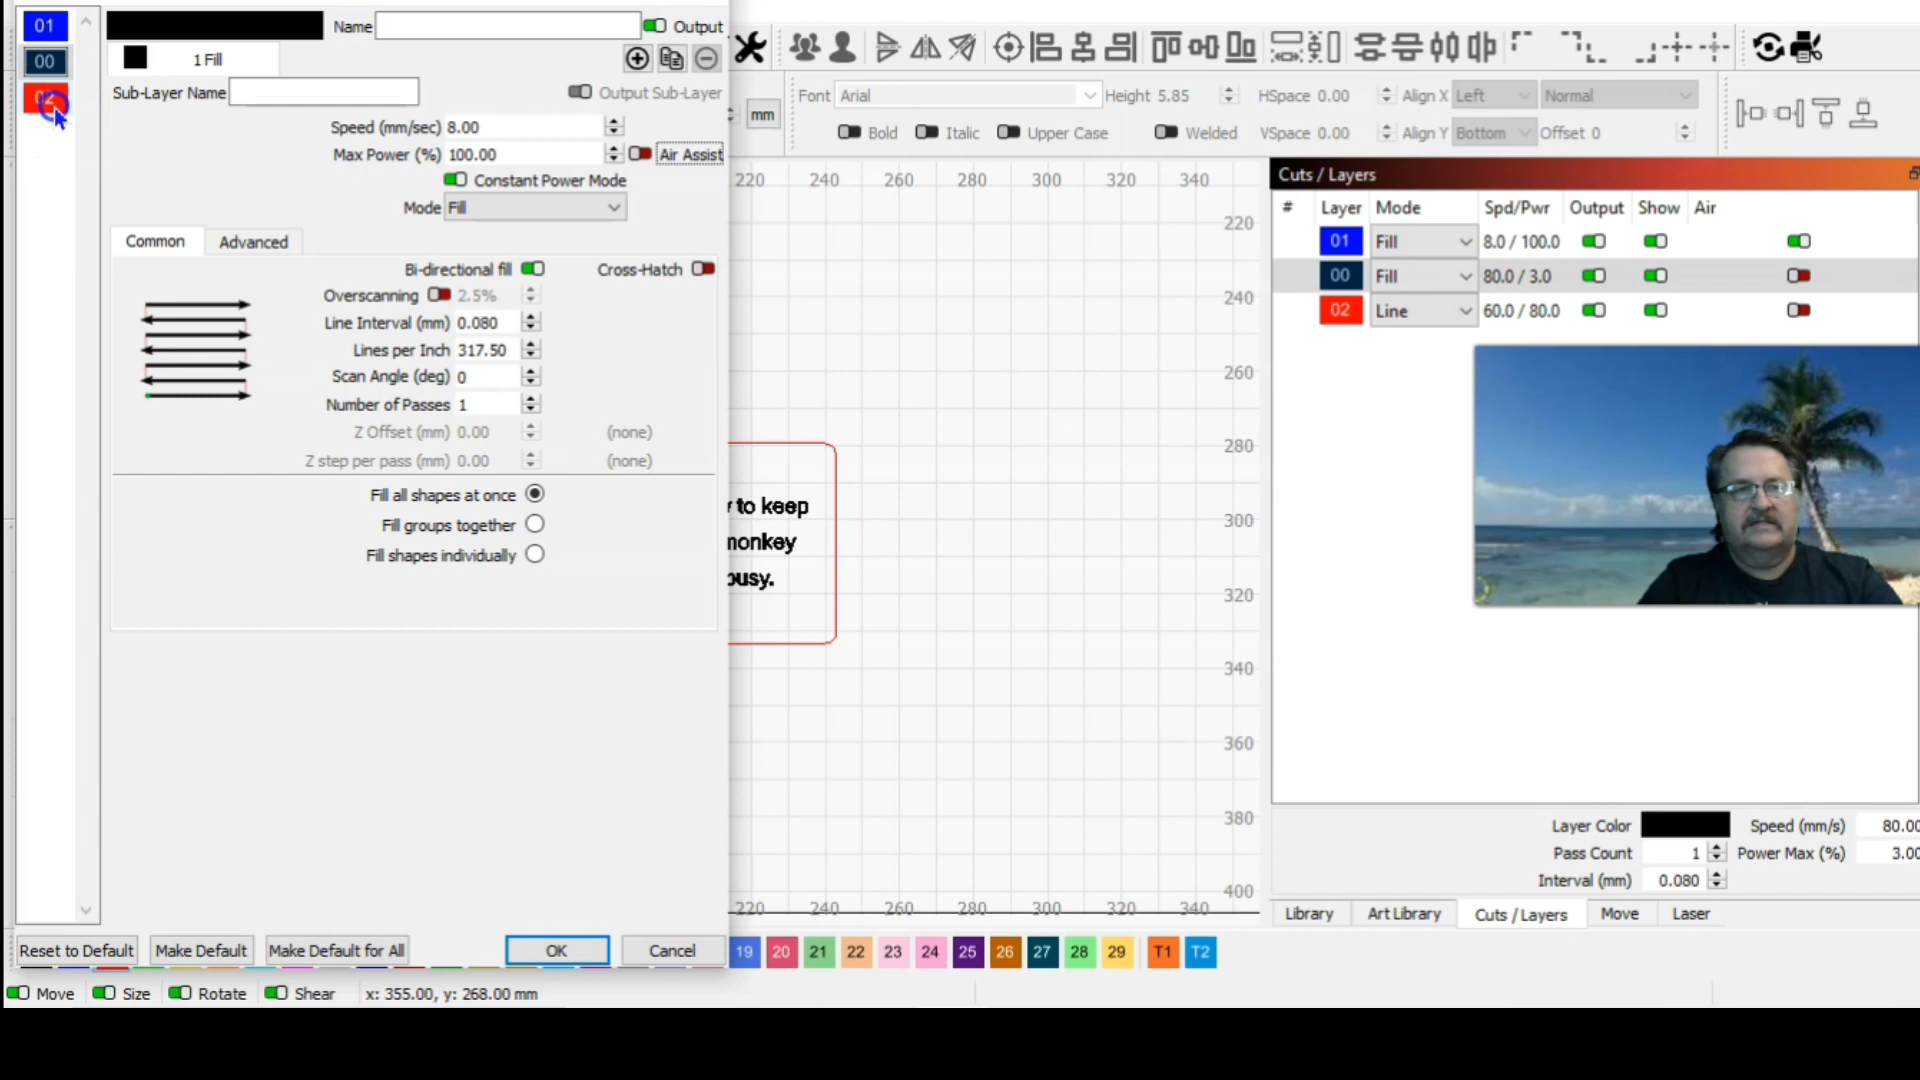 01
00
02
Name
Output
1 Fill
Sub-Layer Name
Output Sub-Layer
Speed (mm/sec) 8.00
Max Power (%) 100.00
Air Assist
Constant Power Mode
Mode Fill
Common
Advanced
Bi-directional fill
Cross-Hatch
Overscanning 2.5%
Line Interval (mm) 0.080
Lines per Inch 317.50
Scan Angle (deg) 0
Number of Passes 1
Z Offset (mm) 0.00 (none)
Z step per pass (mm) 0.00 (none)
Fill all shapes at once
Fill groups together
Fill shapes individually
Reset to Default
Make Default
Make Default for All
OK
Cancel
mm
Font Arial
Height 5.85
HSpace 0.00
Align X Left
Normal
Bold
Italic
Upper Case
Welded
VSpace 0.00
Align Y Bottom
Offset 0
220 240 260 280 300 320 340
220
240
260
280
300
320
340
360
380
400
to keep
monkey
busy.
220 240 260 280 300 320 340
Cuts / Layers
# Layer Mode Spd/Pwr Output Show Air
01 Fill 8.0 / 100.0
00 Fill 80.0 / 3.0
02 Line 60.0 / 80.0
Layer Color
Speed (mm/s) 80.00
Pass Count 1
Power Max (%) 3.00
Interval (mm) 0.080
Library
Art Library
Cuts / Layers
Move
Laser
19 20 21 22 23 24 25 26 27 28 29 T1 T2
Move Size Rotate Shear x: 355.00, y: 268.00 mm